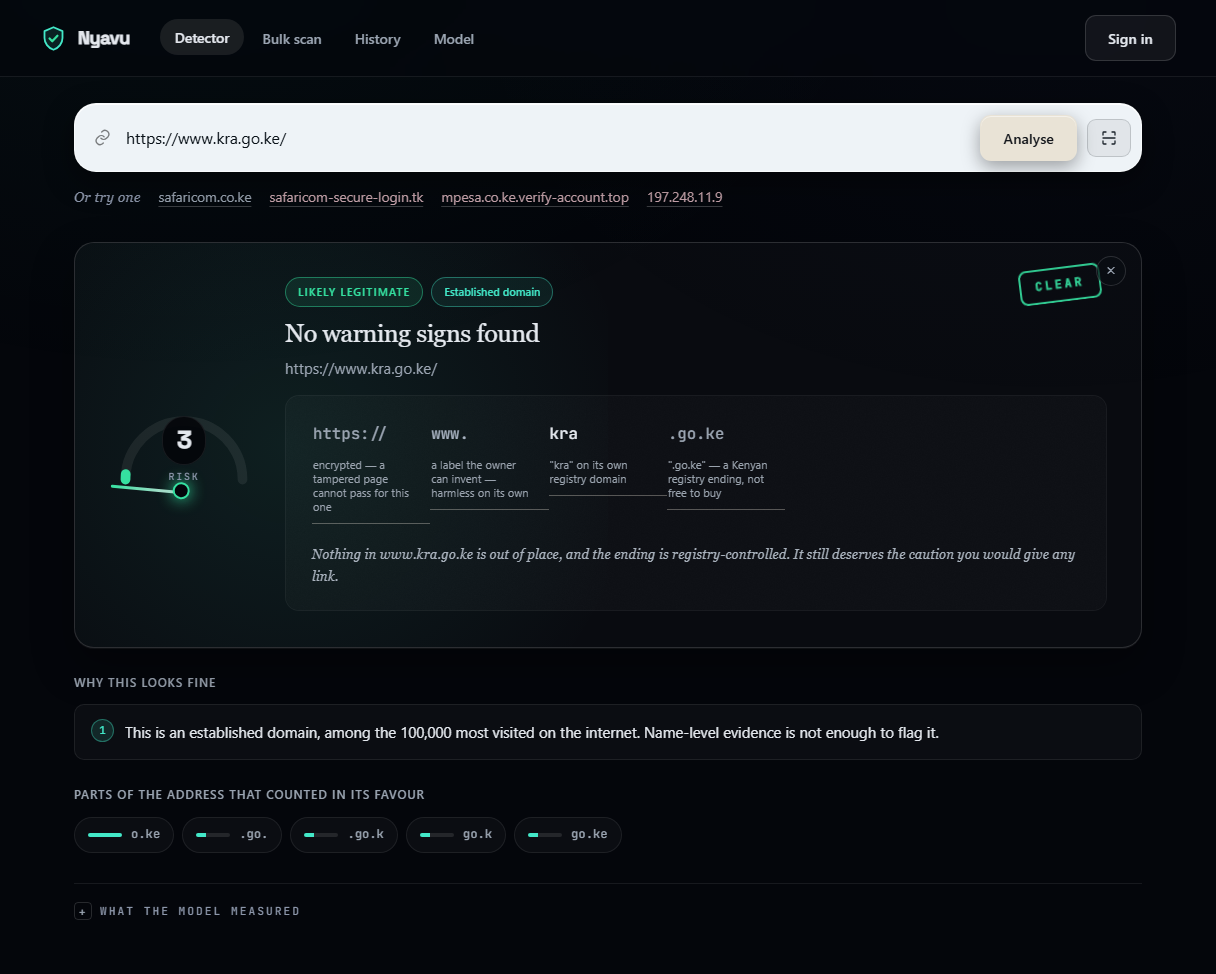 Nyavu
Detector
Bulk scan
History
Model
Sign in
https://www.kra.go.ke/
Analyse
Or try one
safaricom.co.ke
safaricom-secure-login.tk
mpesa.co.ke.verify-account.top
197.248.11.9
LIKELY LEGITIMATE
Established domain
CLEAR
×
No warning signs found
https://www.kra.go.ke/
3
RISK
https://
encrypted — a
tampered page
cannot pass for this
one
www.
a label the owner
can invent —
harmless on its own
kra
"kra" on its own
registry domain
.go.ke
".go.ke" — a Kenyan
registry ending, not
free to buy
Nothing in www.kra.go.ke is out of place, and the ending is registry-controlled. It still deserves the caution you would give any
link.
WHY THIS LOOKS FINE
1
This is an established domain, among the 100,000 most visited on the internet. Name-level evidence is not enough to flag it.
PARTS OF THE ADDRESS THAT COUNTED IN ITS FAVOUR
o.ke
.go.
.go.k
go.k
go.ke
+ WHAT THE MODEL MEASURED